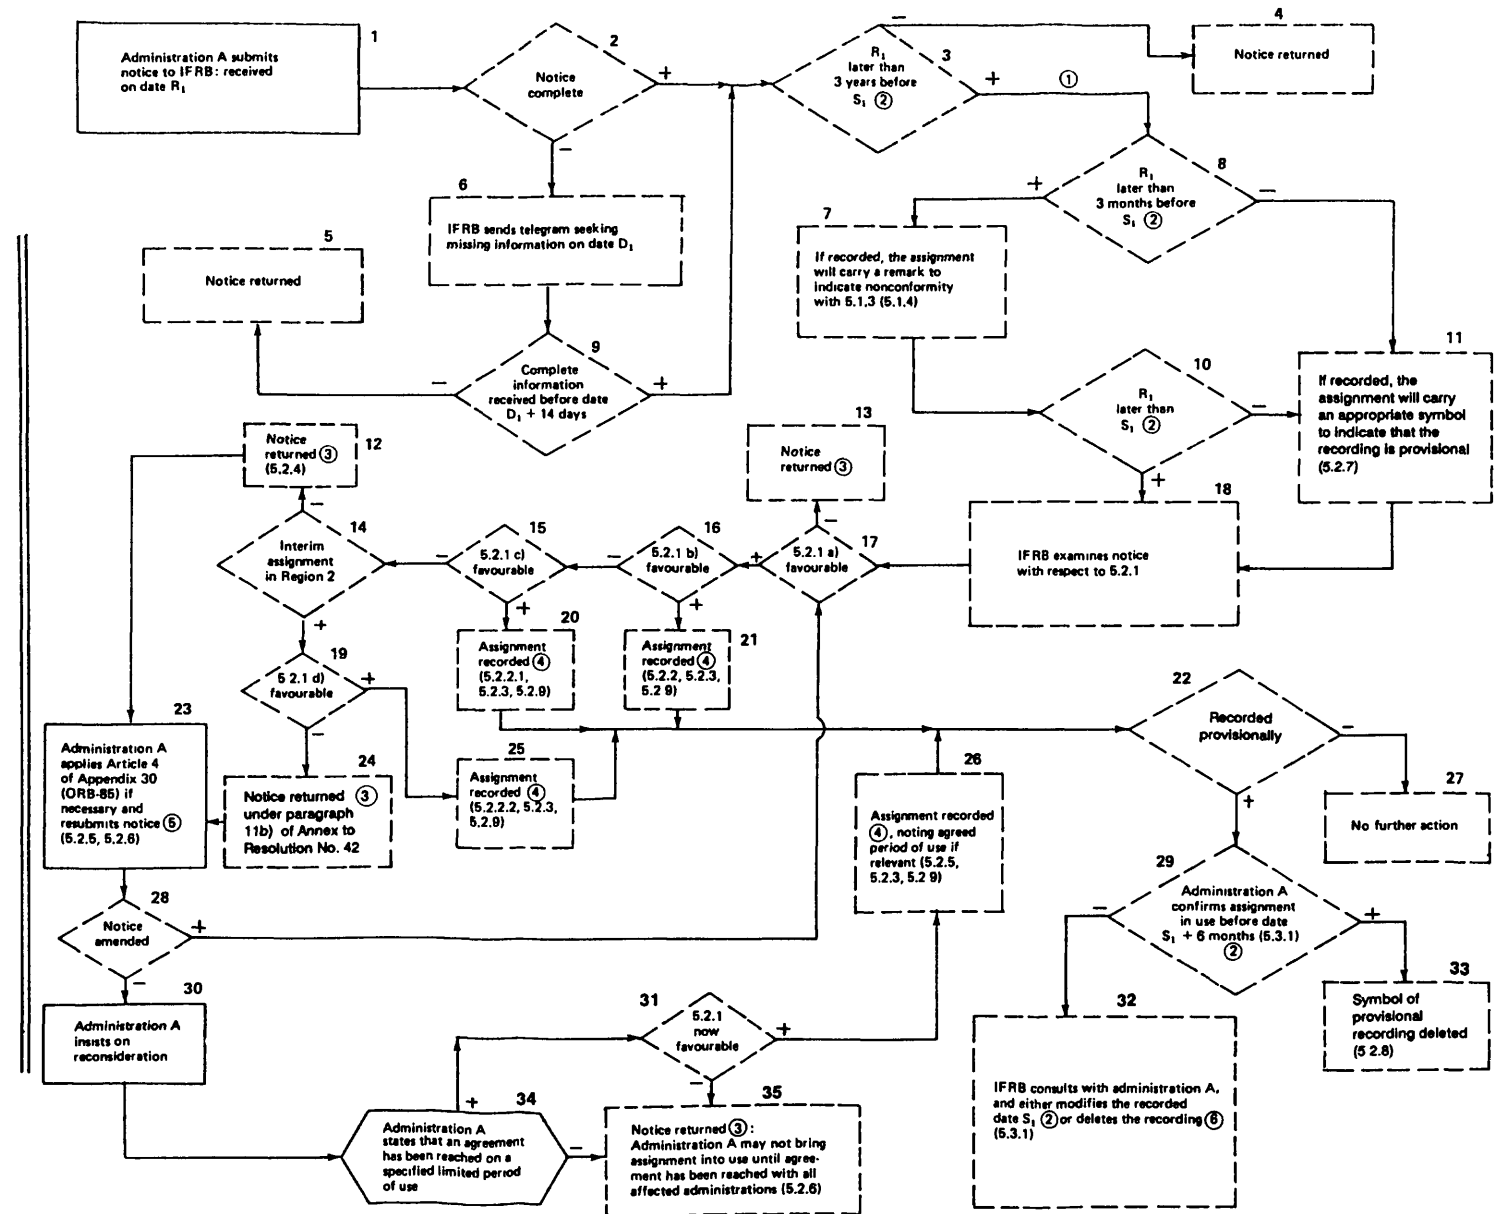 1
Administration A submits
notice to IFRB: received
on date R₁
2
Notice
complete
+
−
3
R₁
later than
3 years before
S₁ ②
−
+
①
4
Notice returned
5
Notice returned
6
IFRB sends telegram seeking
missing information on date D₁
7
If recorded, the assignment
will carry a remark to
indicate nonconformity
with 5.1.3 (5.1.4)
8
R₁
later than
3 months before
S₁ ②
+
−
9
Complete
information
received before date
D₁ + 14 days
−
+
10
R₁
later than
S₁ ②
−
+
11
If recorded, the
assignment will carry
an appropriate symbol
to indicate that the
recording is provisional
(5.2.7)
12
Notice
returned ③
(5.2.4)
13
Notice
returned ③
14
Interim
assignment
in Region 2
−
+
15
5.2.1 c)
favourable
−
+
16
5.2.1 b)
favourable
−
+
17
5.2.1 a)
favourable
−
+
18
IFRB examines notice
with respect to 5.2.1
19
5 2.1 d)
favourable
+
−
20
Assignment
recorded ④
(5.2.2.1,
5.2.3, 5.2.9)
21
Assignment
recorded ④
(5.2.2, 5.2.3,
5.2 9)
22
Recorded
provisionally
−
+
23
Administration A
applies Article 4
of Appendix 30
(ORB-85) if
necessary and
resubmits notice ⑤
(5.2.5, 5.2.6)
24
Notice returned ③
under paragraph
11b) of Annex to
Resolution No. 42
25
Assignment
recorded ④
(5.2.2.2, 5.2.3,
5.2.9)
26
Assignment recorded
④, noting agreed
period of use if
relevant (5.2.5,
5.2.3, 5.2 9)
27
No further action
28
Notice
amended
+
−
29
Administration A
confirms assignment
in use before date
S₁ + 6 months (5.3.1)
②
−
+
30
Administration A
insists on
reconsideration
31
5.2.1
now
favourable
+
−
32
IFRB consults with administration A,
and either modifies the recorded
date S₁ ② or deletes the recording ⑥
(5.3.1)
33
Symbol of
provisional
recording deleted
(5 2.8)
34
Administration A
states that an agreement
has been reached on a
specified limited period
of use
+
−
35
Notice returned ③ :
Administration A may not bring
assignment into use until agree-
ment has been reached with all
affected administrations (5.2.6)